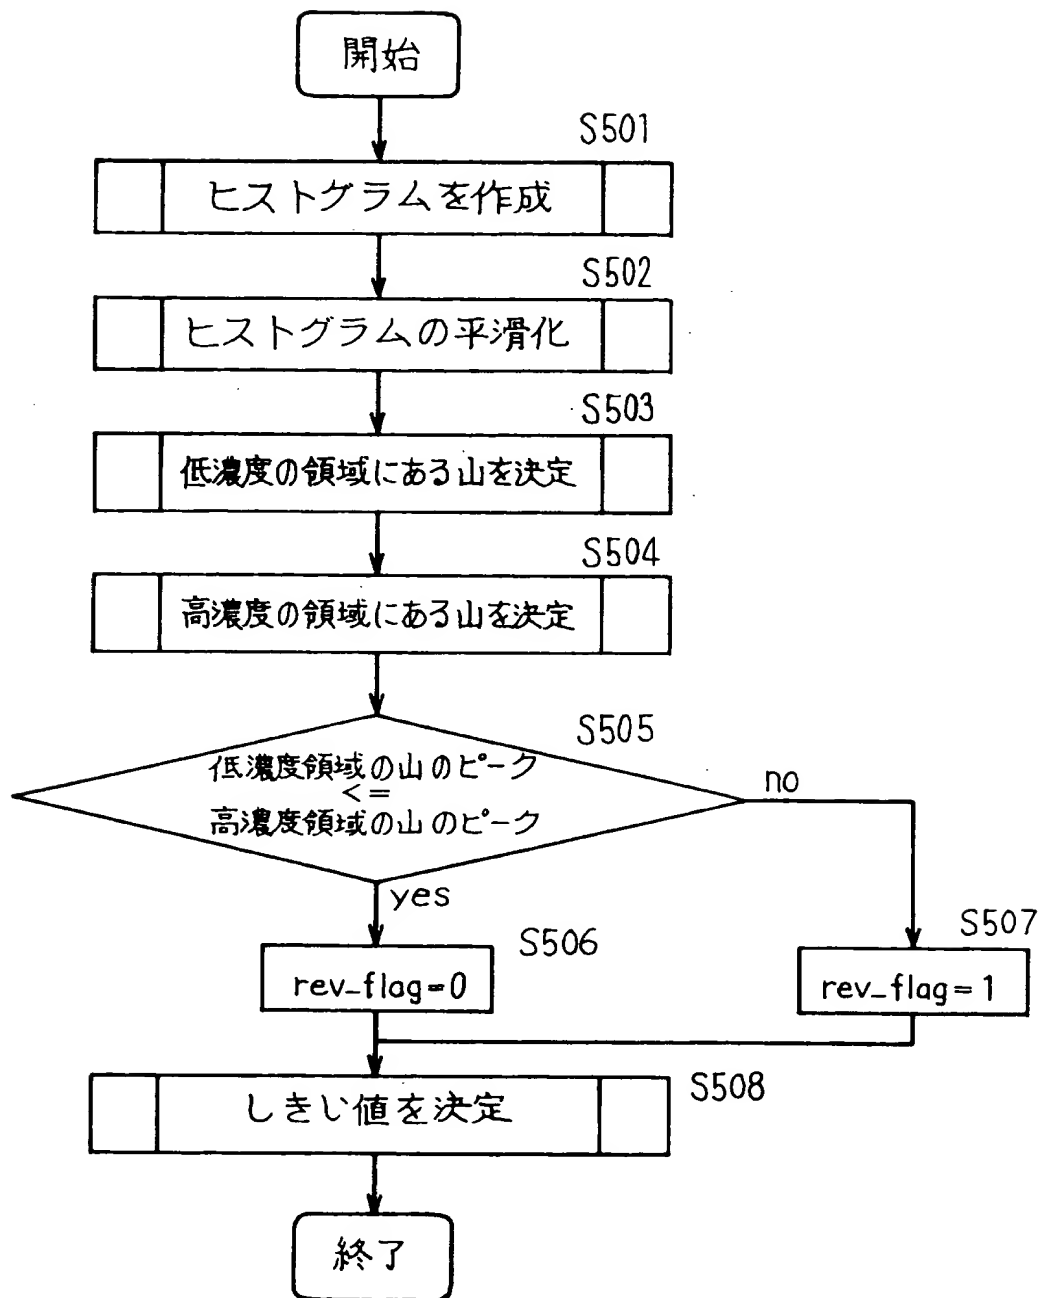 開始
S501
ヒストグラムを作成
S502
ヒストグラムの平滑化
S503
低濃度の領域にある山を決定
S504
高濃度の領域にある山を決定
S505
低濃度領域の山のピーク
<=
高濃度領域の山のピーク
no
yes
S506
rev_flag=0
S507
rev_flag=1
S508
しきい値を決定
終了